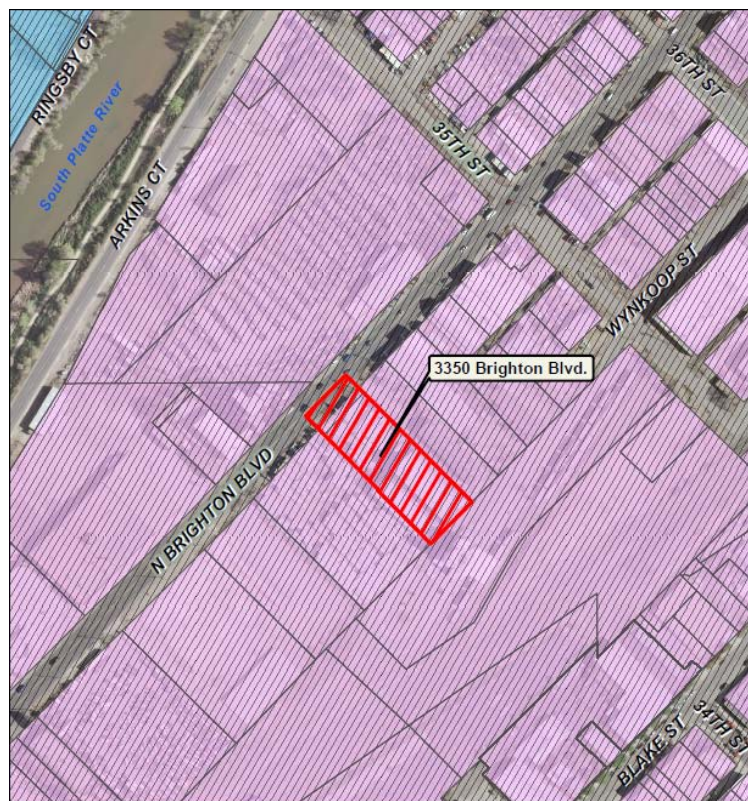 RINGSBY CT
South Platte River
ARKINS CT
35TH ST
36TH ST
WYNKOOP ST
3350 Brighton Blvd.
N BRIGHTON BLVD
34TH ST
BLAKE ST